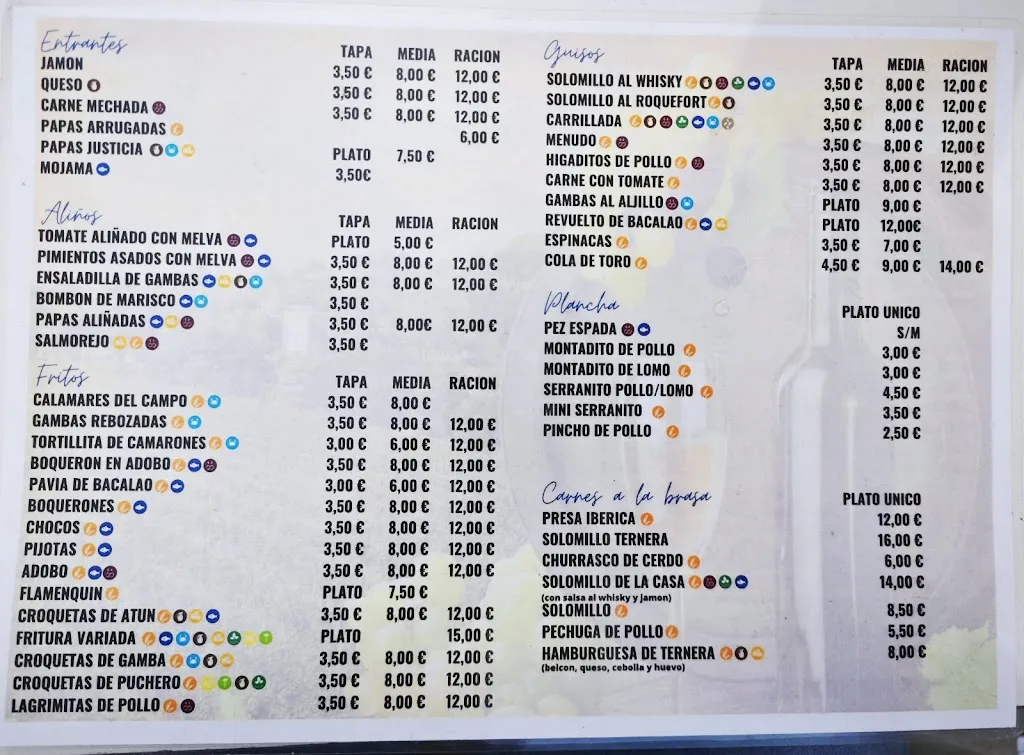 Entrantes TAPA MEDIA RACION
JAMON 3,50 € 8,00 € 12,00 €
QUESO 3,50 € 8,00 € 12,00 €
CARNE MECHADA 3,50 € 8,00 € 12,00 €
PAPAS ARRUGADAS 6,00 €
PAPAS JUSTICIA PLATO 7,50 €
MOJAMA 3,50€
Aliños TAPA MEDIA RACION
TOMATE ALIÑADO CON MELVA PLATO 5,00 €
PIMIENTOS ASADOS CON MELVA 3,50 € 8,00 € 12,00 €
ENSALADILLA DE GAMBAS 3,50 € 8,00 € 12,00 €
BOMBON DE MARISCO 3,50 €
PAPAS ALIÑADAS 3,50 € 8,00€ 12,00 €
SALMOREJO 3,50 €
Fritos TAPA MEDIA RACION
CALAMARES DEL CAMPO 3,50 € 8,00 €
GAMBAS REBOZADAS 3,50 € 8,00 € 12,00 €
TORTILLITA DE CAMARONES 3,00 € 6,00 € 12,00 €
BOQUERON EN ADOBO 3,50 € 8,00 € 12,00 €
PAVIA DE BACALAO 3,00 € 6,00 € 12,00 €
BOQUERONES 3,50 € 8,00 € 12,00 €
CHOCOS 3,50 € 8,00 € 12,00 €
PIJOTAS 3,50 € 8,00 € 12,00 €
ADOBO 3,50 € 8,00 € 12,00 €
FLAMENQUIN PLATO 7,50 €
CROQUETAS DE ATUN 3,50 € 8,00 € 12,00 €
FRITURA VARIADA PLATO 15,00 €
CROQUETAS DE GAMBA 3,50 € 8,00 € 12,00 €
CROQUETAS DE PUCHERO 3,50 € 8,00 € 12,00 €
LAGRIMITAS DE POLLO 3,50 € 8,00 € 12,00 €
Guisos TAPA MEDIA RACION
SOLOMILLO AL WHISKY 3,50 € 8,00 € 12,00 €
SOLOMILLO AL ROQUEFORT 3,50 € 8,00 € 12,00 €
CARRILLADA 3,50 € 8,00 € 12,00 €
MENUDO 3,50 € 8,00 € 12,00 €
HIGADITOS DE POLLO 3,50 € 8,00 € 12,00 €
CARNE CON TOMATE 3,50 € 8,00 € 12,00 €
GAMBAS AL AJILLO PLATO 9,00 €
REVUELTO DE BACALAO PLATO 12,00€
ESPINACAS 3,50 € 7,00 €
COLA DE TORO 4,50 € 9,00 € 14,00 €
Plancha PLATO UNICO
PEZ ESPADA S/M
MONTADITO DE POLLO 3,00 €
MONTADITO DE LOMO 3,00 €
SERRANITO POLLO/LOMO 4,50 €
MINI SERRANITO 3,50 €
PINCHO DE POLLO 2,50 €
Carnes a la brasa PLATO UNICO
PRESA IBERICA 12,00 €
SOLOMILLO TERNERA 16,00 €
CHURRASCO DE CERDO 6,00 €
SOLOMILLO DE LA CASA 14,00 €
(con salsa al whisky y jamon)
SOLOMILLO 8,50 €
PECHUGA DE POLLO 5,50 €
HAMBURGUESA DE TERNERA 8,00 €
(beicon, queso, cebolla y huevo)